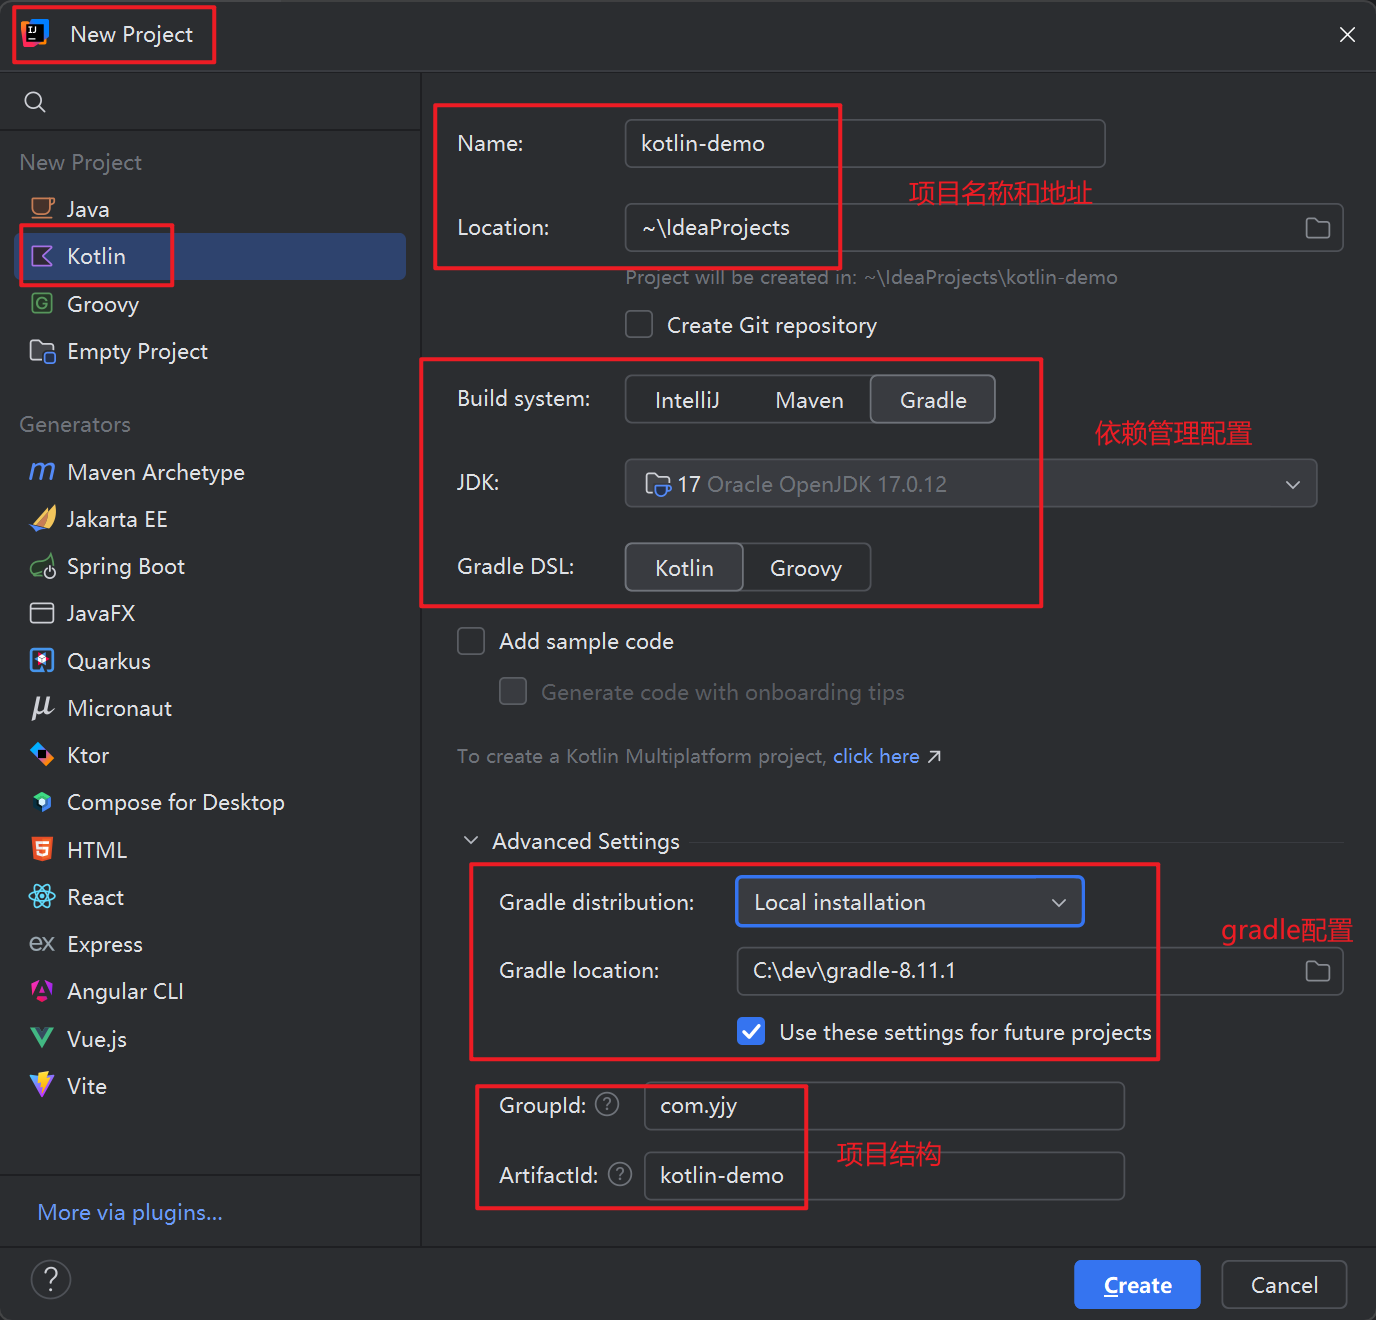 New Project
New Project
Java
Kotlin
Groovy
Empty Project
Generators
Maven Archetype
Jakarta EE
Spring Boot
JavaFX
Quarkus
Micronaut
Ktor
Compose for Desktop
HTML
React
Express
Angular CLI
Vue.js
Vite
More via plugins...
Name: kotlin-demo
项目名称和地址
Location: ~\IdeaProjects
Project will be created in: ~\IdeaProjects\kotlin-demo
Create Git repository
Build system: IntelliJ Maven Gradle
依赖管理配置
JDK: 17 Oracle OpenJDK 17.0.12
Gradle DSL: Kotlin Groovy
Add sample code
Generate code with onboarding tips
To create a Kotlin Multiplatform project, click here ↗
Advanced Settings
Gradle distribution: Local installation
gradle配置
Gradle location: C:\dev\gradle-8.11.1
Use these settings for future projects
GroupId: ? com.yjy
项目结构
ArtifactId: ? kotlin-demo
? Create Cancel